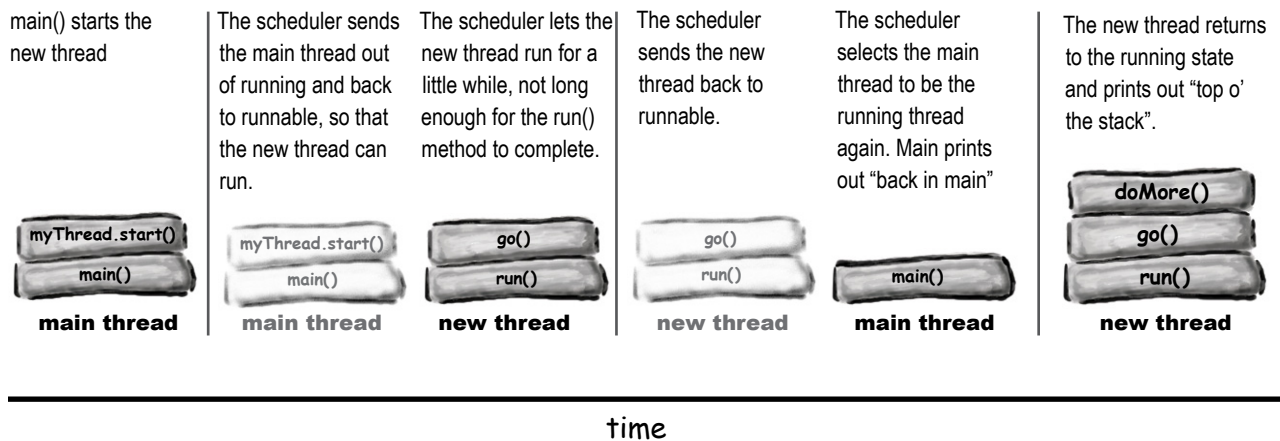 main() starts the
new thread
myThread.start()
main()
main thread
The scheduler sends
the main thread out
of running and back
to runnable, so that
the new thread can
run.
myThread.start()
main()
main thread
The scheduler lets the
new thread run for a
little while, not long
enough for the run()
method to complete.
go()
run()
new thread
The scheduler
sends the new
thread back to
runnable.
go()
run()
new thread
The scheduler
selects the main
thread to be the
running thread
again. Main prints
out “back in main”
main()
main thread
The new thread returns
to the running state
and prints out “top o’
the stack”.
doMore()
go()
run()
new thread
time